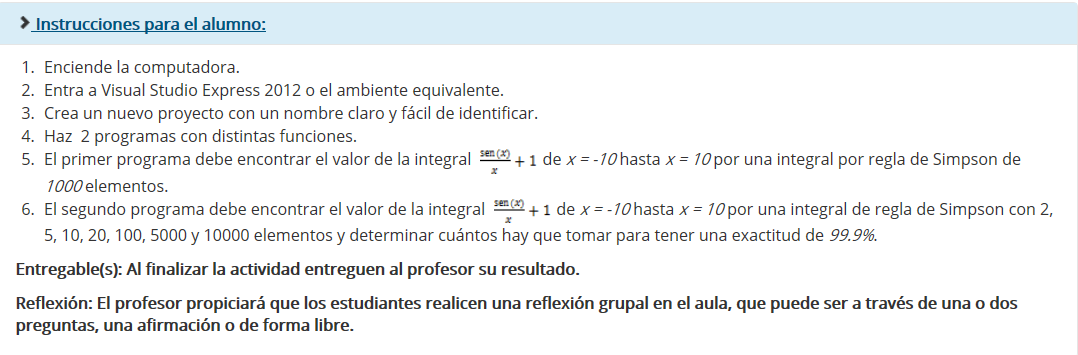 Instrucciones para el alumno:
1. Enciende la computadora.
2. Entra a Visual Studio Express 2012 o el ambiente equivalente.
3. Crea un nuevo proyecto con un nombre claro y fácil de identificar.
4. Haz 2 programas con distintas funciones.
5. El primer programa debe encontrar el valor de la integral sen(x)/x + 1 de x = -10 hasta x = 10 por una integral por regla de Simpson de
1000 elementos.
6. El segundo programa debe encontrar el valor de la integral sen(x)/x + 1 de x = -10 hasta x = 10 por una integral de regla de Simpson con 2,
5, 10, 20, 100, 5000 y 10000 elementos y determinar cuántos hay que tomar para tener una exactitud de 99.9%.
Entregable(s): Al finalizar la actividad entreguen al profesor su resultado.
Reflexión: El profesor propiciará que los estudiantes realicen una reflexión grupal en el aula, que puede ser a través de una o dos
preguntas, una afirmación o de forma libre.